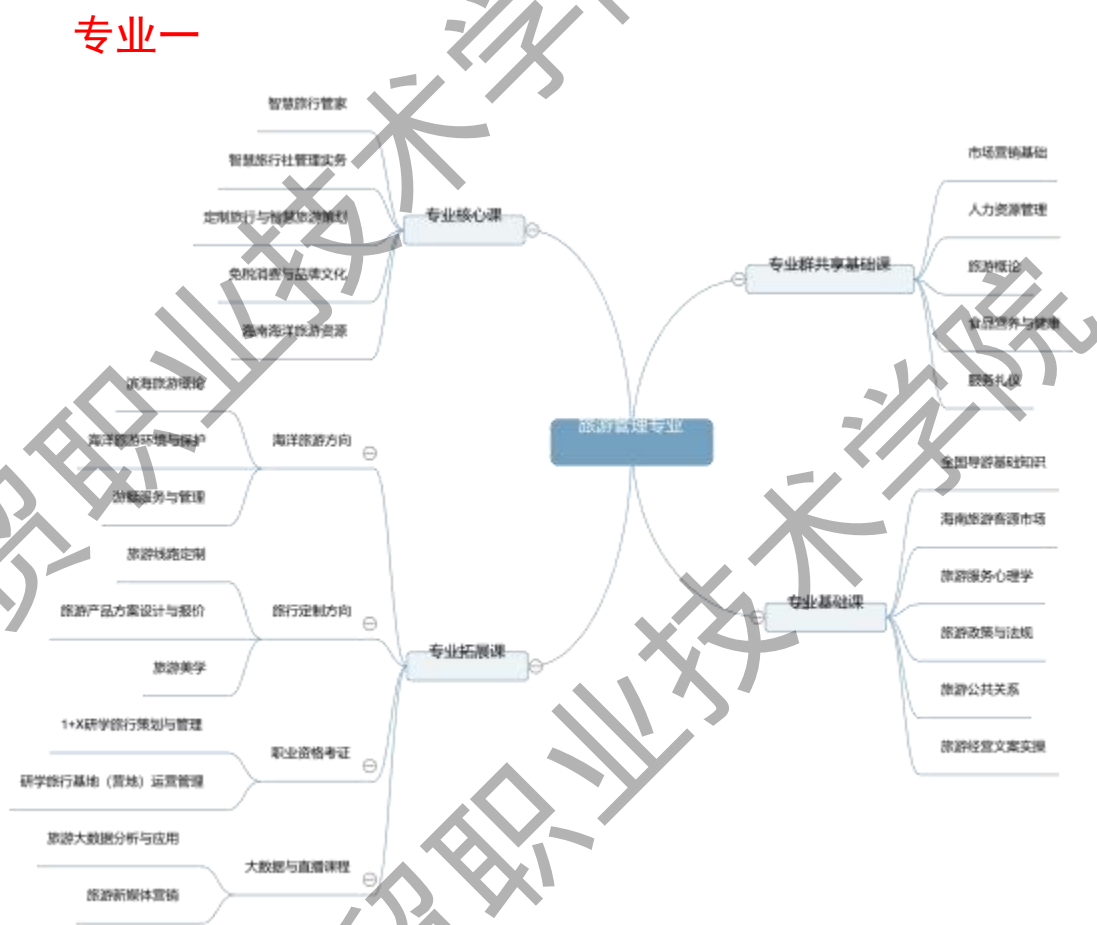 专业一
旅游管理专业
专业核心课
智慧旅行管家
智慧旅行社管理实务
定制旅行与智慧旅游策划
免税消费与品牌文化
海南海洋旅游资源
专业拓展课
海洋旅游方向
滨海旅游概论
海洋旅游环境与保护
游艇服务与管理
旅行定制方向
旅游线路定制
旅游产品方案设计与报价
旅游美学
职业资格考证
1+X研学旅行策划与管理
研学旅行基地（营地）运营管理
大数据与直播课程
旅游大数据分析与应用
旅游新媒体营销
专业群共享基础课
市场营销基础
人力资源管理
旅游概论
食品营养与健康
服务礼仪
专业基础课
全国导游基础知识
海南旅游客源市场
旅游服务心理学
旅游政策与法规
旅游公共关系
旅游经营文案实操
贸职业技术学
贸职业技术学院